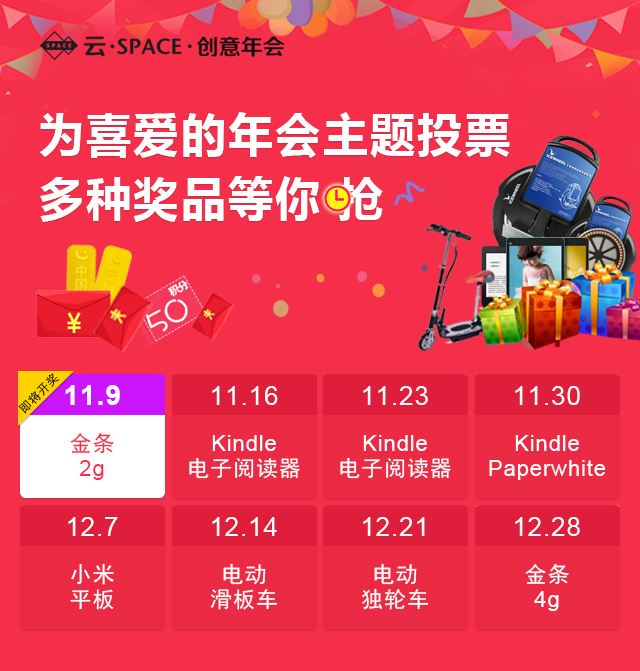 SPACE 云·SPACE·创意年会
为喜爱的年会主题投票
多种奖品等你 抢
ICEWHEEL
中国
积分
50
¥
即将开奖
11.9
金条
2g
11.16
Kindle
电子阅读器
11.23
Kindle
电子阅读器
11.30
Kindle
Paperwhite
12.7
小米
平板
12.14
电动
滑板车
12.21
电动
独轮车
12.28
金条
4g